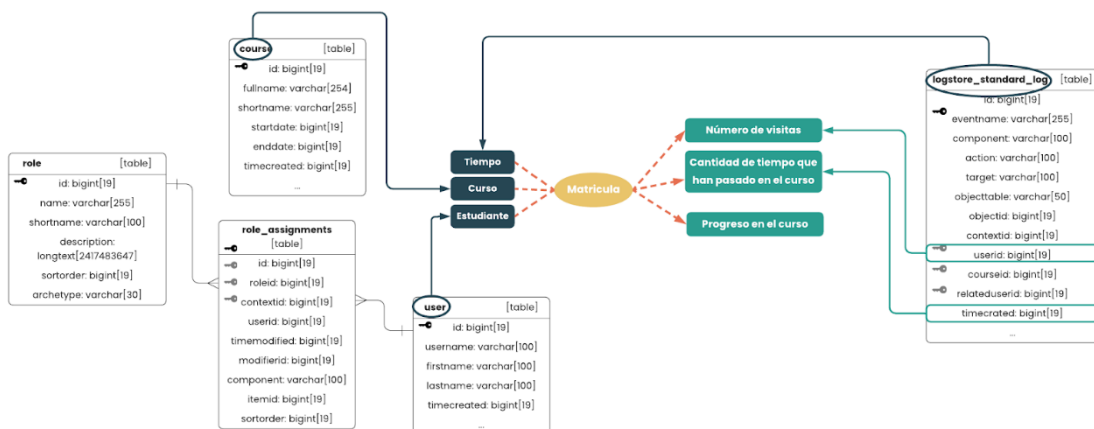 course [table]
id: bigint[19]
fullname: varchar[254]
shortname: varchar[255]
startdate: bigint[19]
enddate: bigint[19]
timecreated: bigint[19]
...
role [table]
id: bigint[19]
name: varchar[255]
shortname: varchar[100]
description:
longtext[2417483647]
sortorder: bigint[19]
archetype: varchar[30]
role_assignments
[table]
id: bigint[19]
roleid: bigint[19]
contextid: bigint[19]
userid: bigint[19]
timemodified: bigint[19]
modifierid: bigint[19]
component: varchar[100]
itemid: bigint[19]
sortorder: bigint[19]
user [table]
id: bigint[19]
username: varchar[100]
firstname: varchar[100]
lastname: varchar[100]
timecreated: bigint[19]
...
Tiempo
Curso
Estudiante
Matrícula
Número de visitas
Cantidad de tiempo que
han pasado en el curso
Progreso en el curso
logstore_standard_log [table]
id: bigint[19]
eventname: varchar[255]
component: varchar[100]
action: varchar[100]
target: varchar[100]
objecttable: varchar[50]
objectid: bigint[19]
contextid: bigint[19]
userid: bigint[19]
courseid: bigint[19]
relateduserid: bigint[19]
timecrated: bigint[19]
...